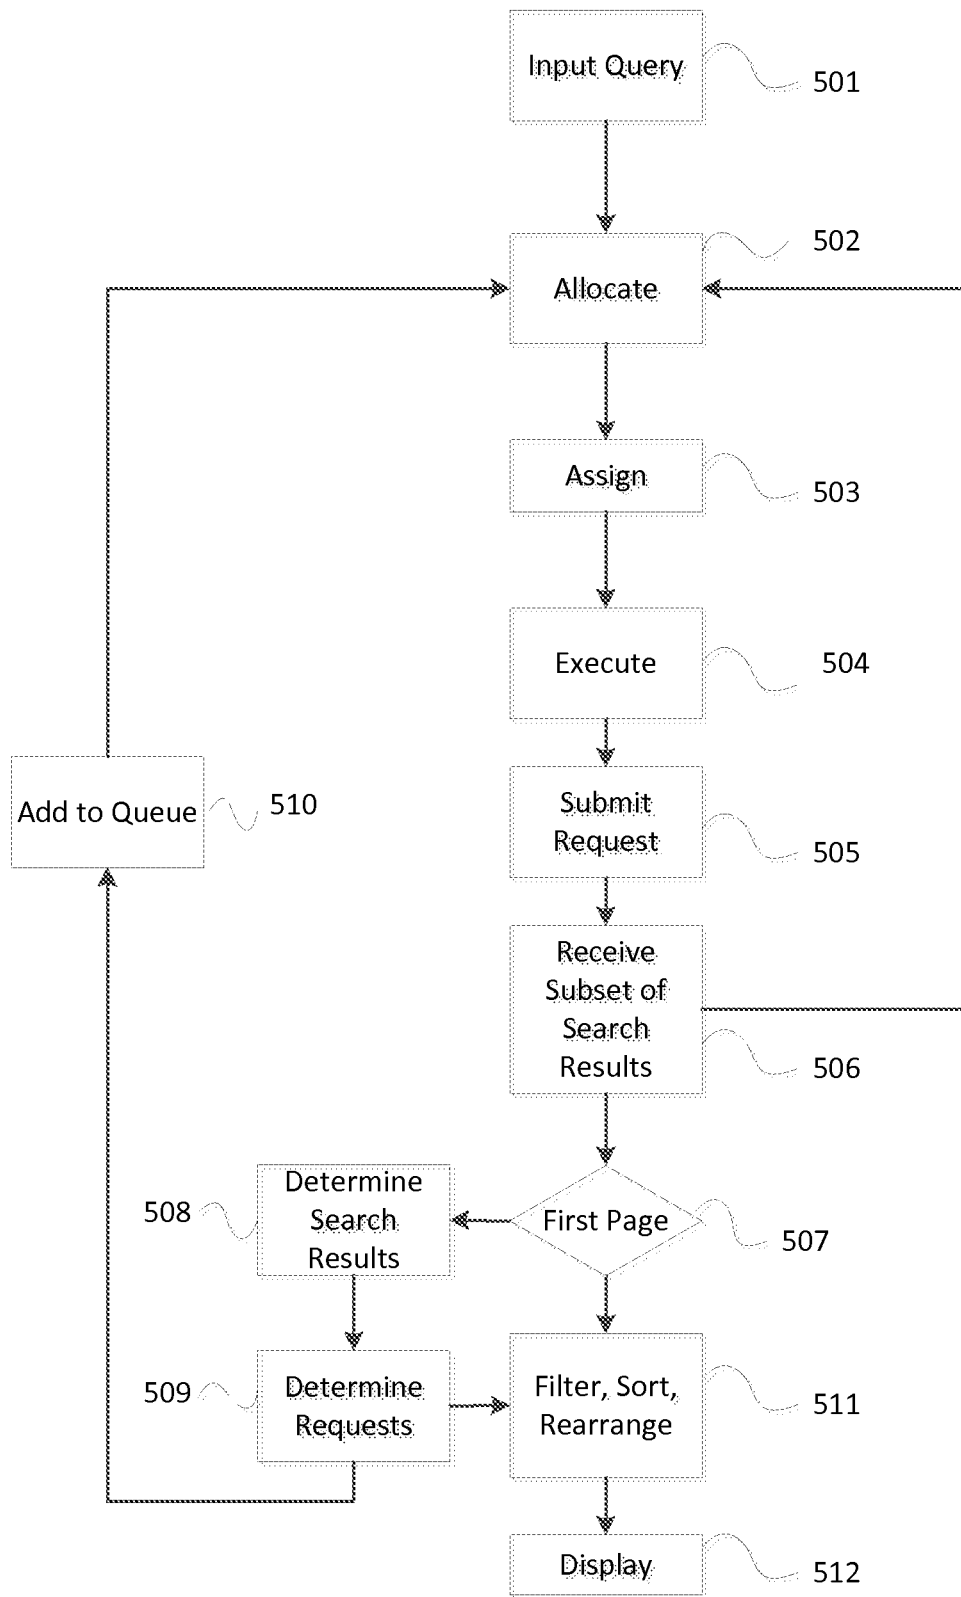 Input Query
501
502
Allocate
Assign
503
Execute
504
Submit
Request
505
Add to Queue
510
Receive
Subset of
Search
Results
506
508
Determine
Search
Results
First Page
507
509
Determine
Requests
Filter, Sort,
Rearrange
511
Display
512